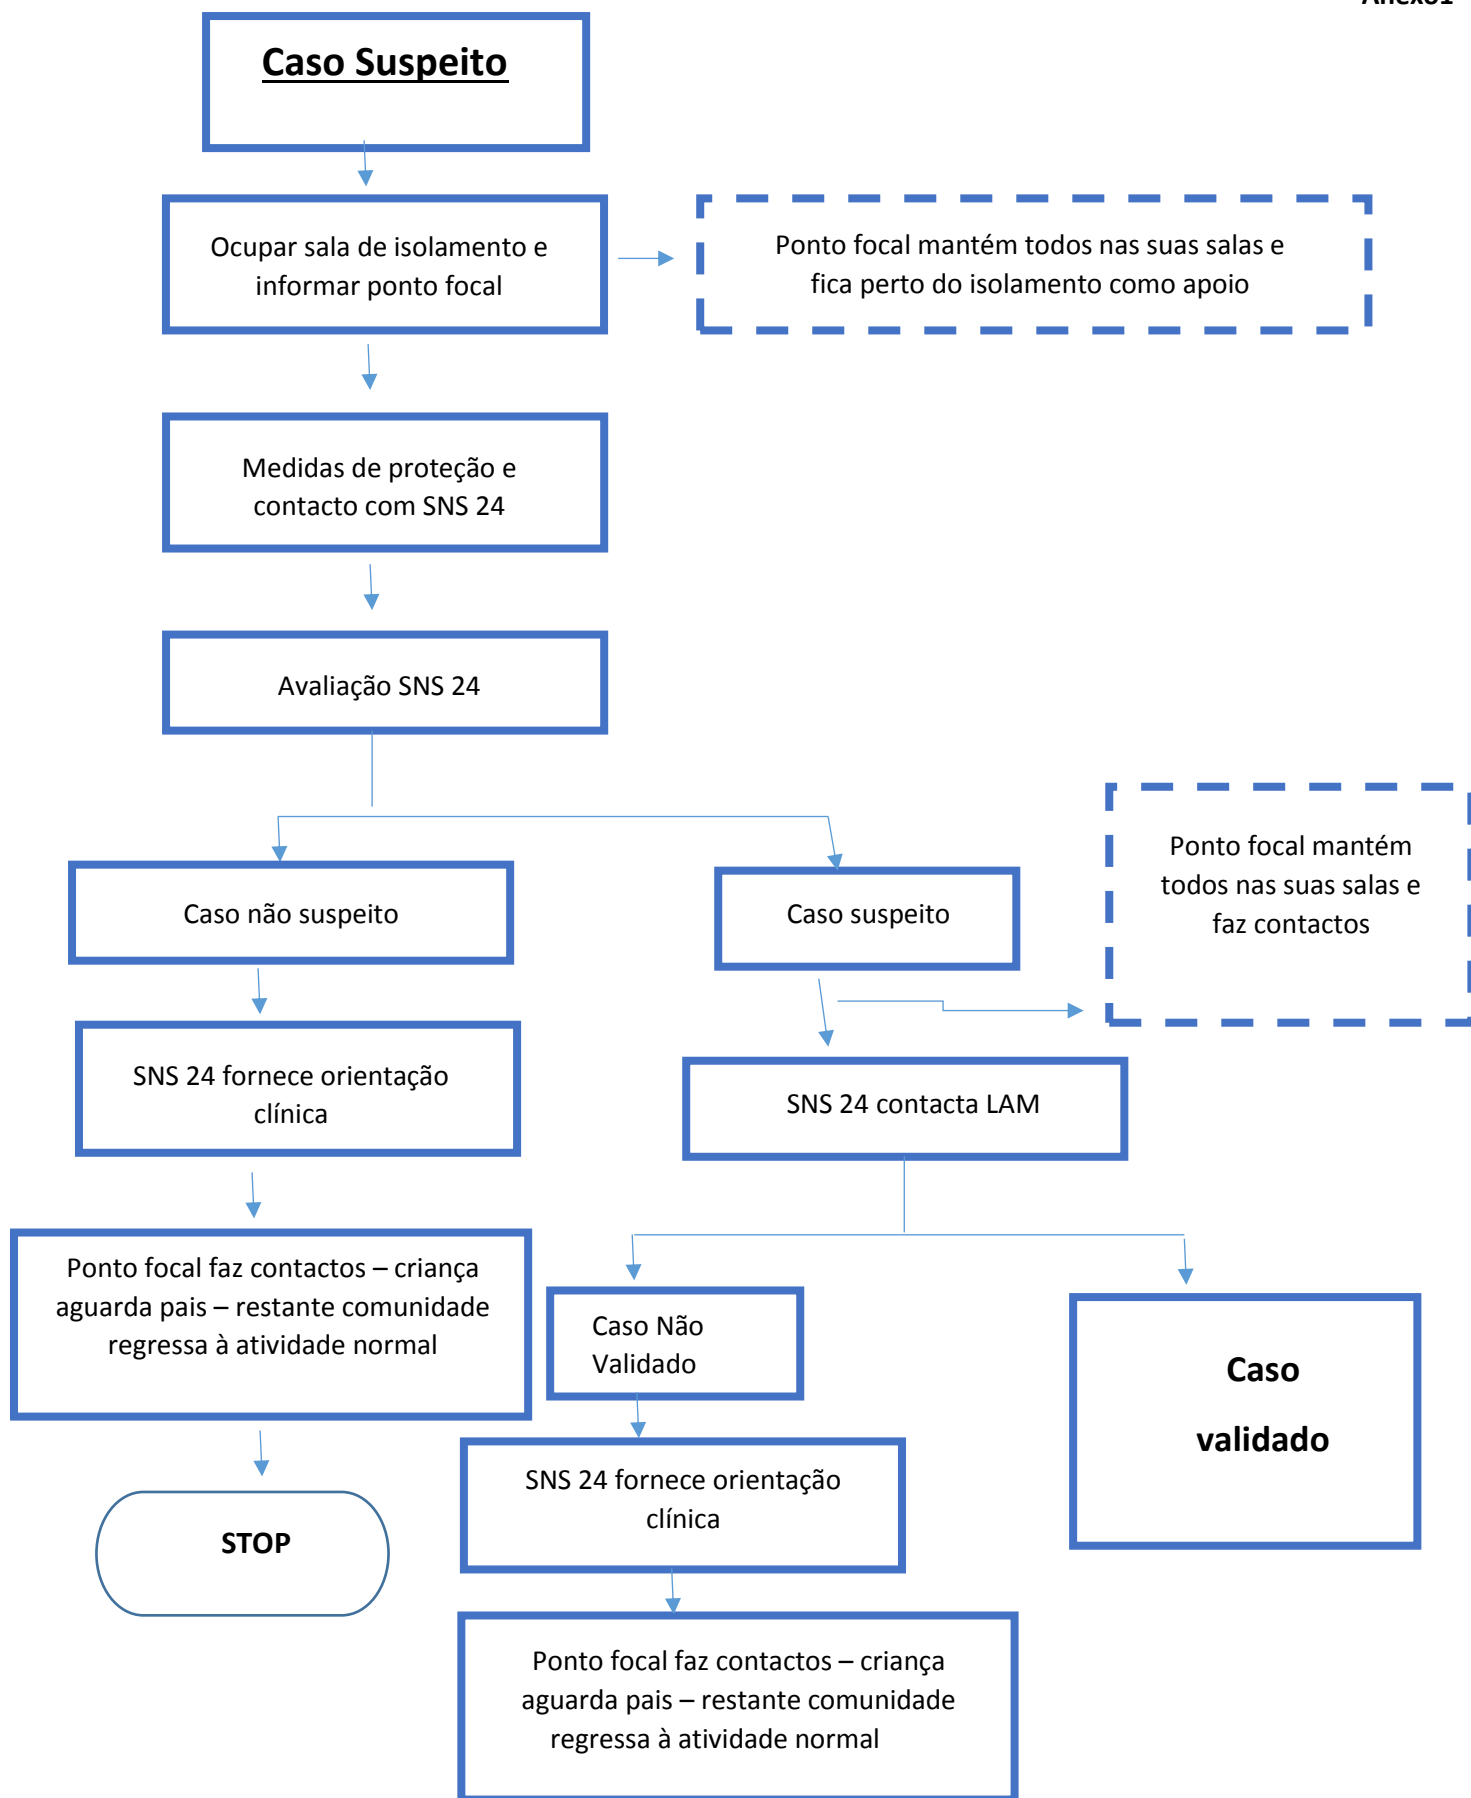 Anexo1
Caso Suspeito
Ocupar sala de isolamento e
informar ponto focal
Ponto focal mantém todos nas suas salas e
fica perto do isolamento como apoio
Medidas de proteção e
contacto com SNS 24
Avaliação SNS 24
Ponto focal mantém
todos nas suas salas e
faz contactos
Caso não suspeito
Caso suspeito
SNS 24 fornece orientação
clínica
SNS 24 contacta LAM
Ponto focal faz contactos – criança
aguarda pais – restante comunidade
regressa à atividade normal
Caso Não
Validado
Caso
validado
SNS 24 fornece orientação
clínica
STOP
Ponto focal faz contactos – criança
aguarda pais – restante comunidade
regressa à atividade normal